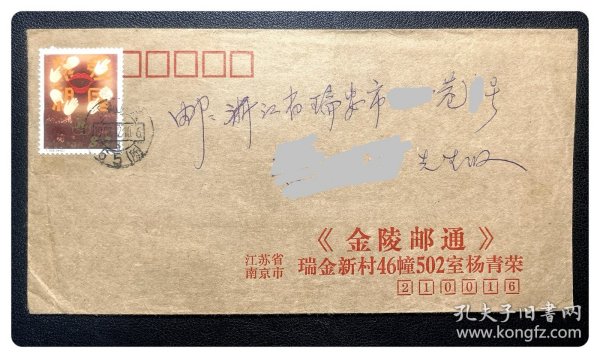 邮:浙江省瑞安市 苑 号
先生收
《金陵邮通》
江苏省
南京市
瑞金新村46幢502室杨青荣
210016
孔夫子旧书网
www.kongfz.com